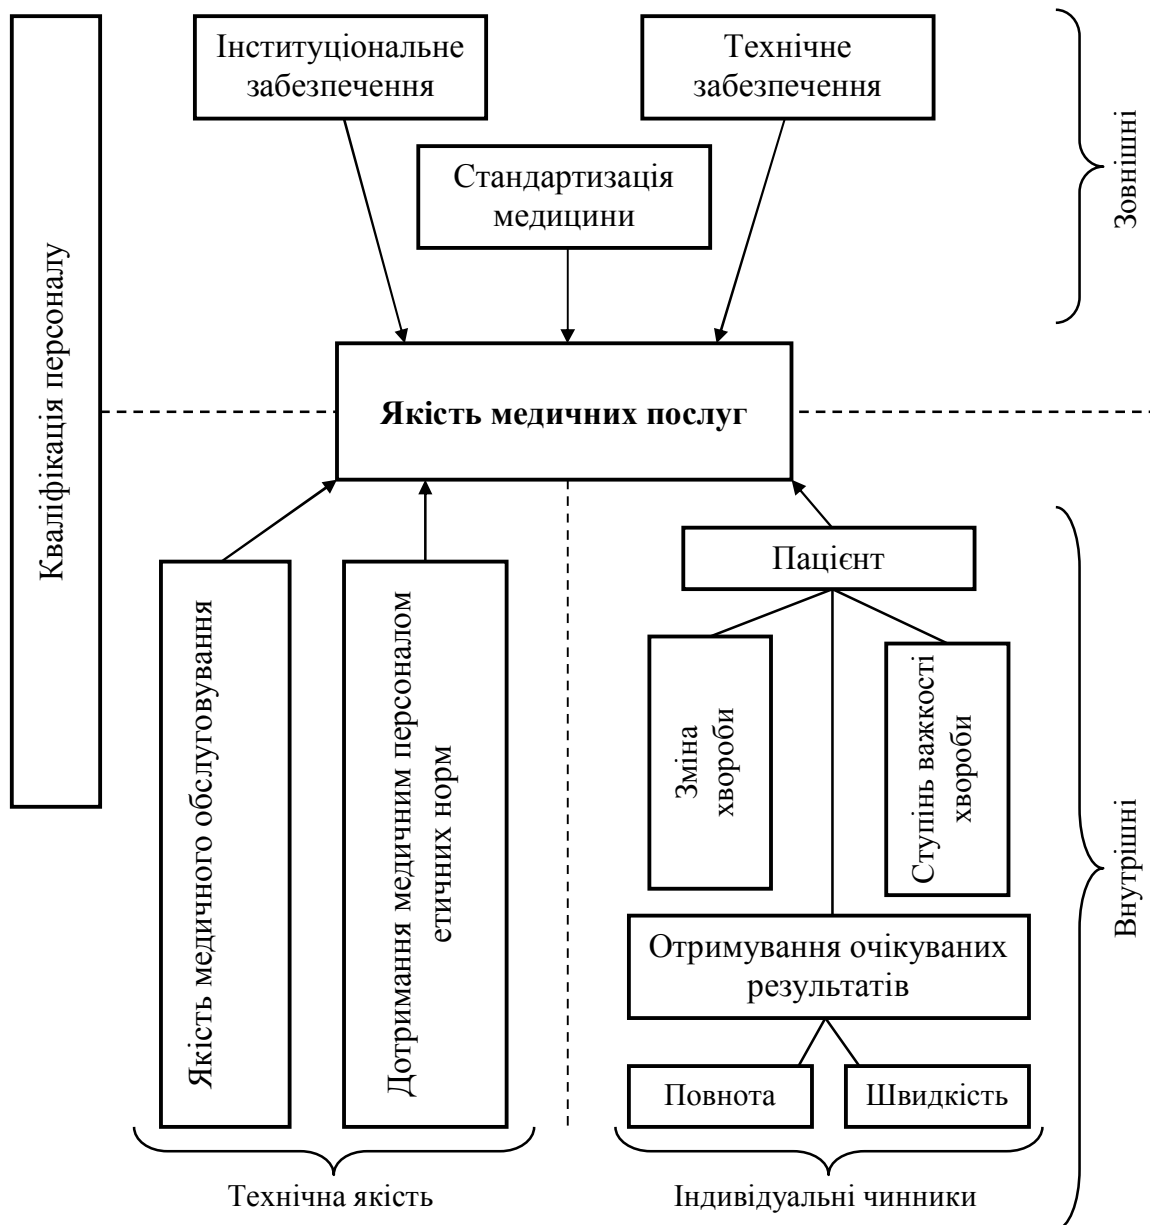 Інституціональне
забезпечення
Технічне
забезпечення
Стандартизація
медицини
Зовнішні
Кваліфікація персоналу
Якість медичних послуг
Якість медичного обслуговування
Дотримання медичним персоналом
етичних норм
Пацієнт
Зміна
хвороби
Ступінь важкості
хвороби
Отримування очікуваних
результатів
Повнота
Швидкість
Внутрішні
Технічна якість
Індивідуальні чинники